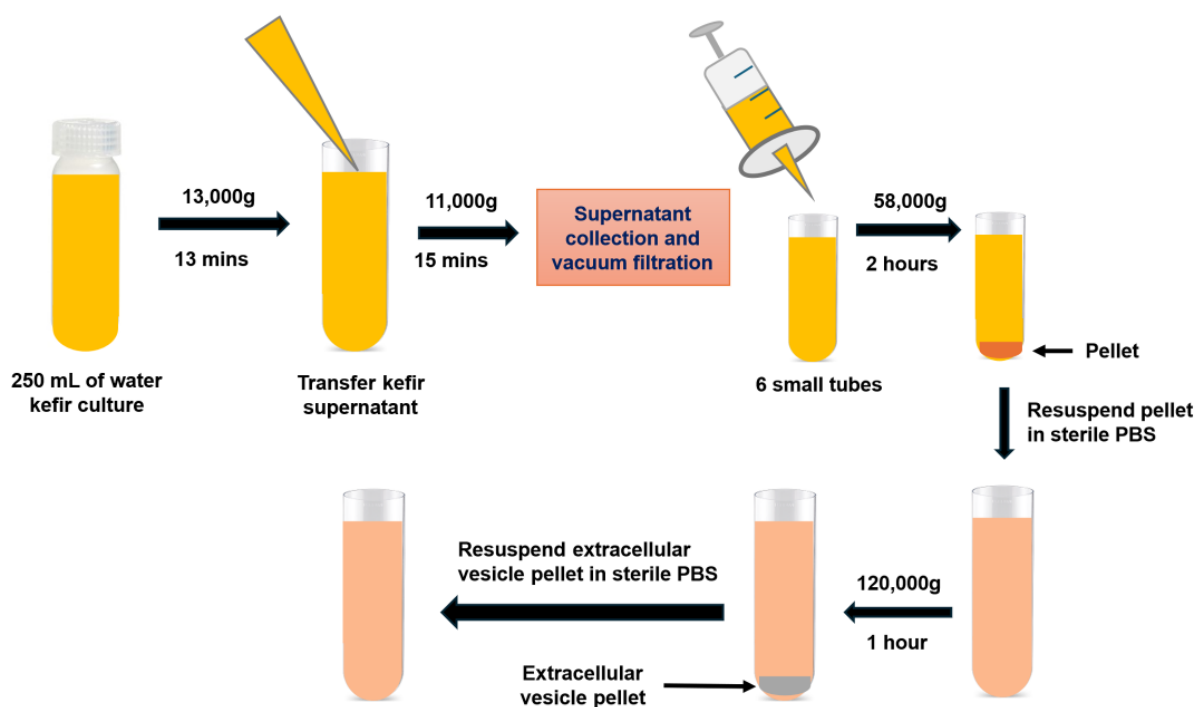 13,000g
13 mins
11,000g
15 mins
Supernatant
collection and
vacuum filtration
58,000g
2 hours
Pellet
250 mL of water
kefir culture
Transfer kefir
supernatant
6 small tubes
Resuspend pellet
in sterile PBS
120,000g
1 hour
Resuspend extracellular
vesicle pellet in sterile PBS
Extracellular
vesicle pellet